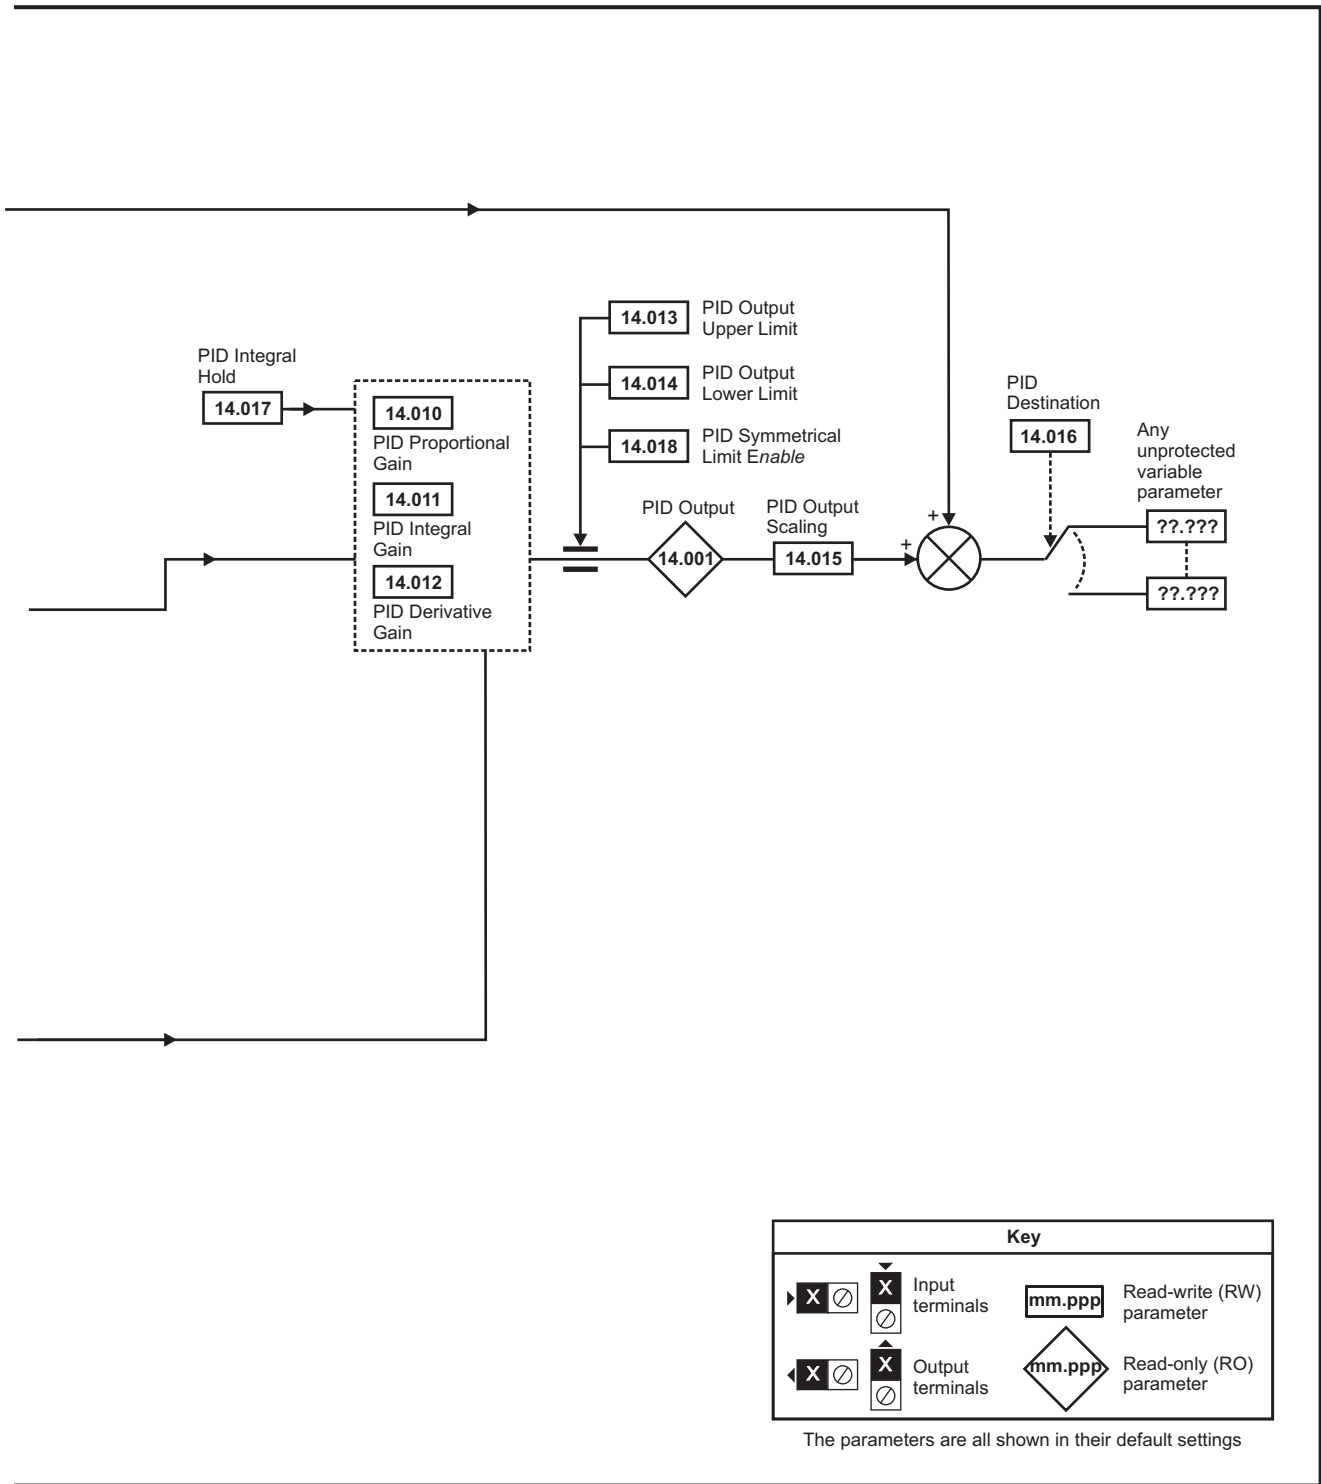 PID Integral
Hold
14.017
14.010
PID Proportional
Gain
14.011
PID Integral
Gain
14.012
PID Derivative
Gain
14.013
PID Output
Upper Limit
14.014
PID Output
Lower Limit
14.018
PID Symmetrical
Limit Enable
PID Output
14.001
PID Output
Scaling
14.015
+
+
PID
Destination
14.016
Any
unprotected
variable
parameter
??.???
??.???
Key
X
X
Input
terminals
mm.ppp
Read-write (RW)
parameter
X
X
Output
terminals
mm.ppp
Read-only (RO)
parameter
The parameters are all shown in their default settings